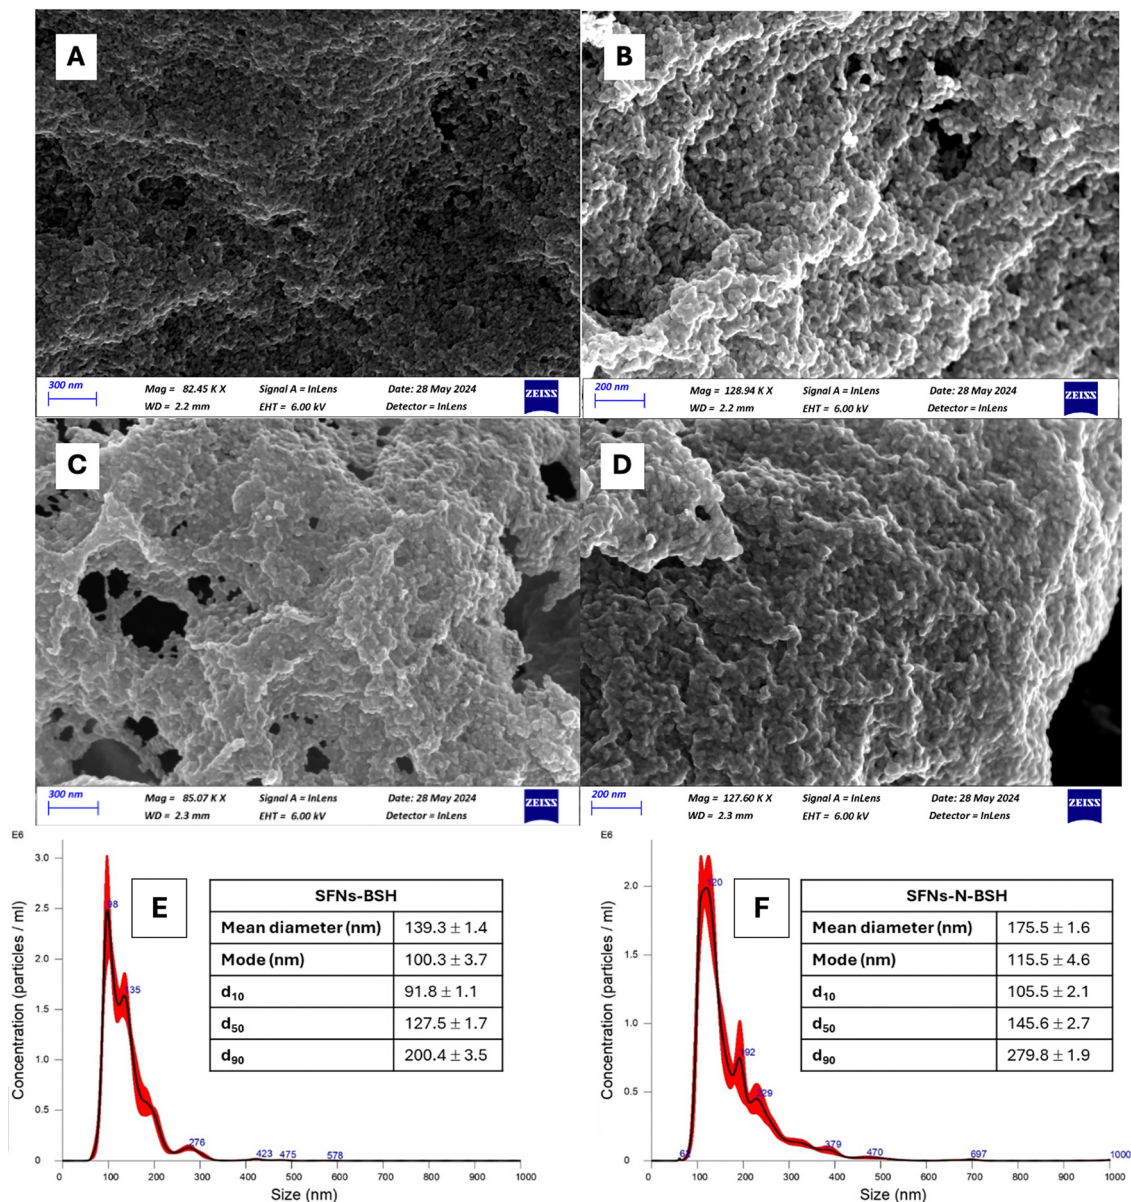 A
B
300 nm
Mag = 82.45 K X Signal A = InLens Date: 28 May 2024
WD = 2.2 mm EHT = 6.00 kV Detector = InLens
ZEISS
200 nm
Mag = 128.94 K X Signal A = InLens Date: 28 May 2024
WD = 2.2 mm EHT = 6.00 kV Detector = InLens
ZEISS
C
D
300 nm
Mag = 85.07 K X Signal A = InLens Date: 28 May 2024
WD = 2.3 mm EHT = 6.00 kV Detector = InLens
ZEISS
200 nm
Mag = 127.60 K X Signal A = InLens Date: 28 May 2024
WD = 2.3 mm EHT = 6.00 kV Detector = InLens
ZEISS
E6
Concentration (particles / ml)
3.0
2.5
2.0
1.5
1.0
0.5
0
98
135
276
423
475
578
E
SFNs-BSH
Mean diameter (nm) 139.3 ± 1.4
Mode (nm) 100.3 ± 3.7
d10 91.8 ± 1.1
d50 127.5 ± 1.7
d90 200.4 ± 3.5
0 100 200 300 400 500 600 700 800 900 1000
Size (nm)
E6
Concentration (particles / ml)
2.0
1.5
1.0
0.5
0
120
192
229
379
470
697
1000
F
SFNs-N-BSH
Mean diameter (nm) 175.5 ± 1.6
Mode (nm) 115.5 ± 4.6
d10 105.5 ± 2.1
d50 145.6 ± 2.7
d90 279.8 ± 1.9
0 100 200 300 400 500 600 700 800 900 1000
Size (nm)